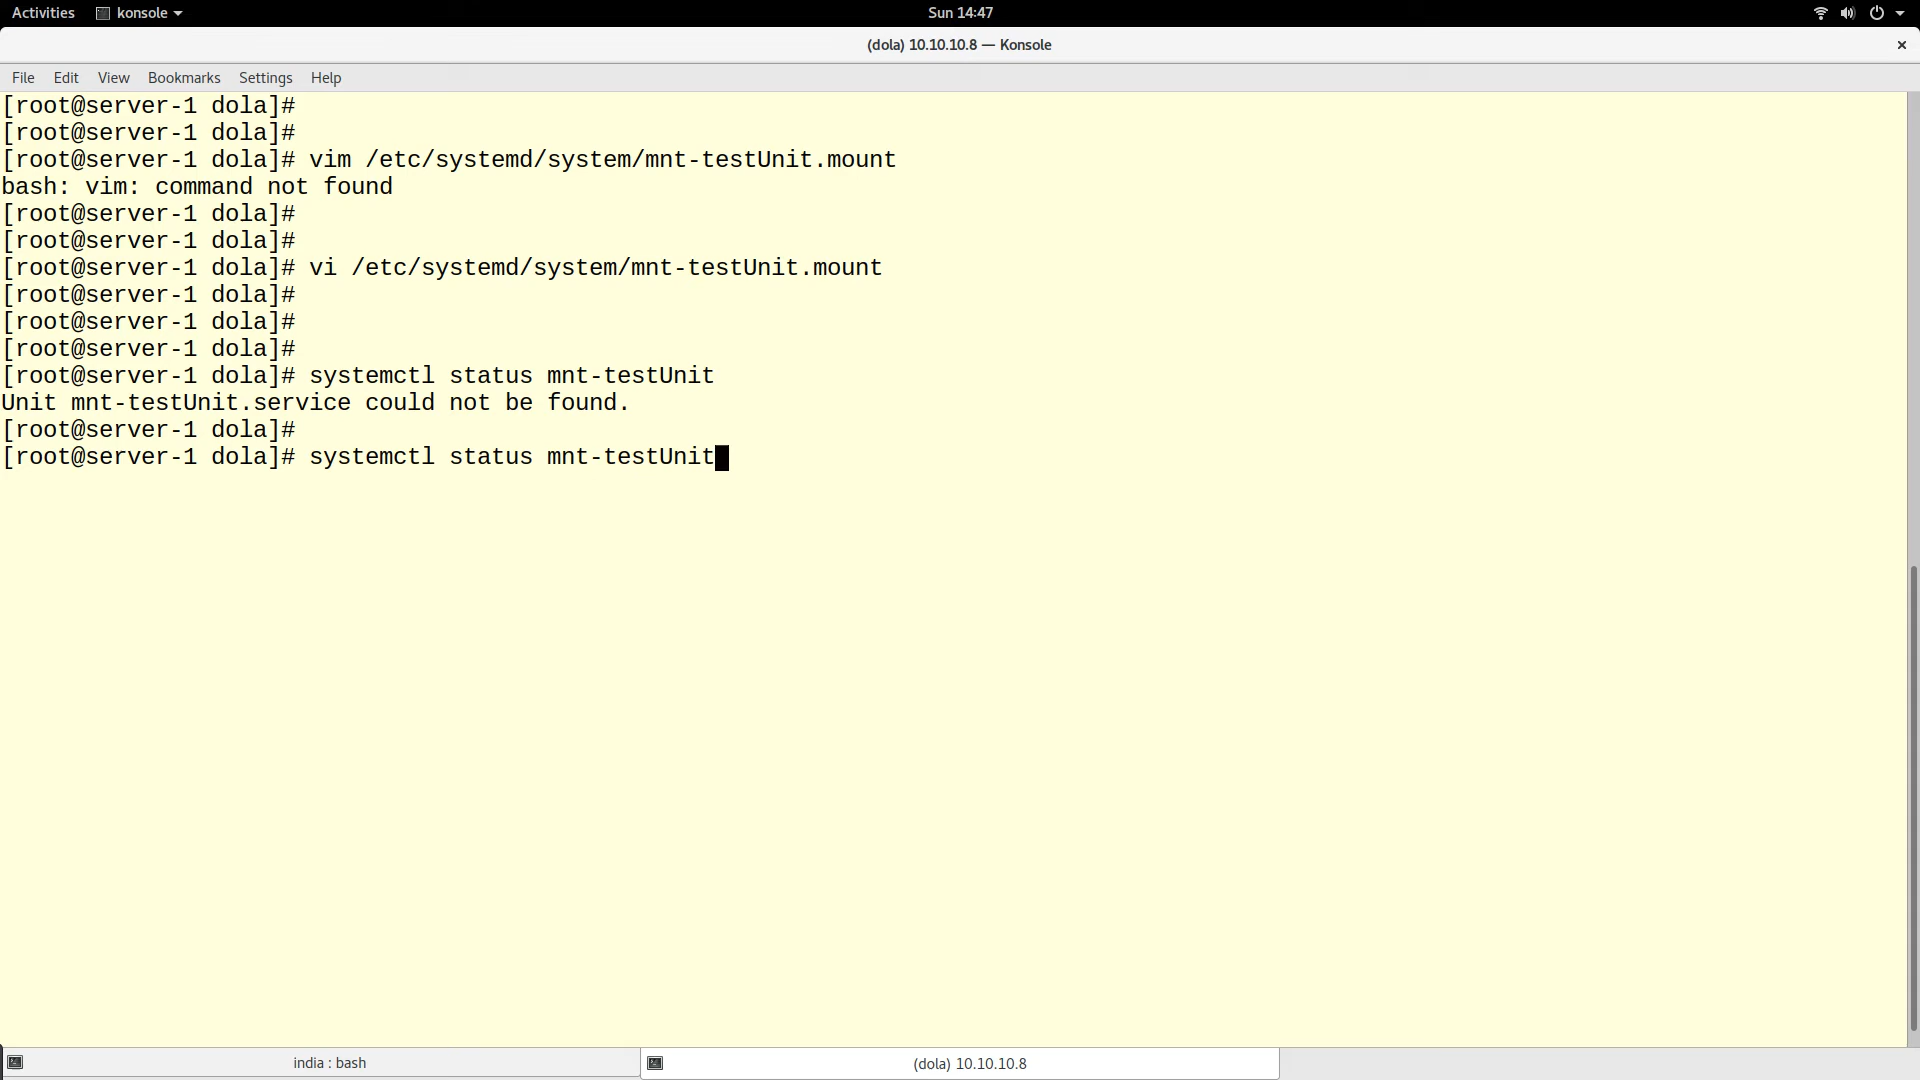 Activities konsole Sun 14:47
(dola) 10.10.10.8 — Konsole
File Edit View Bookmarks Settings Help
[root@server-1 dola]#
[root@server-1 dola]#
[root@server-1 dola]# vim /etc/systemd/system/mnt-testUnit.mount
bash: vim: command not found
[root@server-1 dola]#
[root@server-1 dola]#
[root@server-1 dola]# vi /etc/systemd/system/mnt-testUnit.mount
[root@server-1 dola]#
[root@server-1 dola]#
[root@server-1 dola]#
[root@server-1 dola]# systemctl status mnt-testUnit
Unit mnt-testUnit.service could not be found.
[root@server-1 dola]#
[root@server-1 dola]# systemctl status mnt-testUnit
india : bash (dola) 10.10.10.8